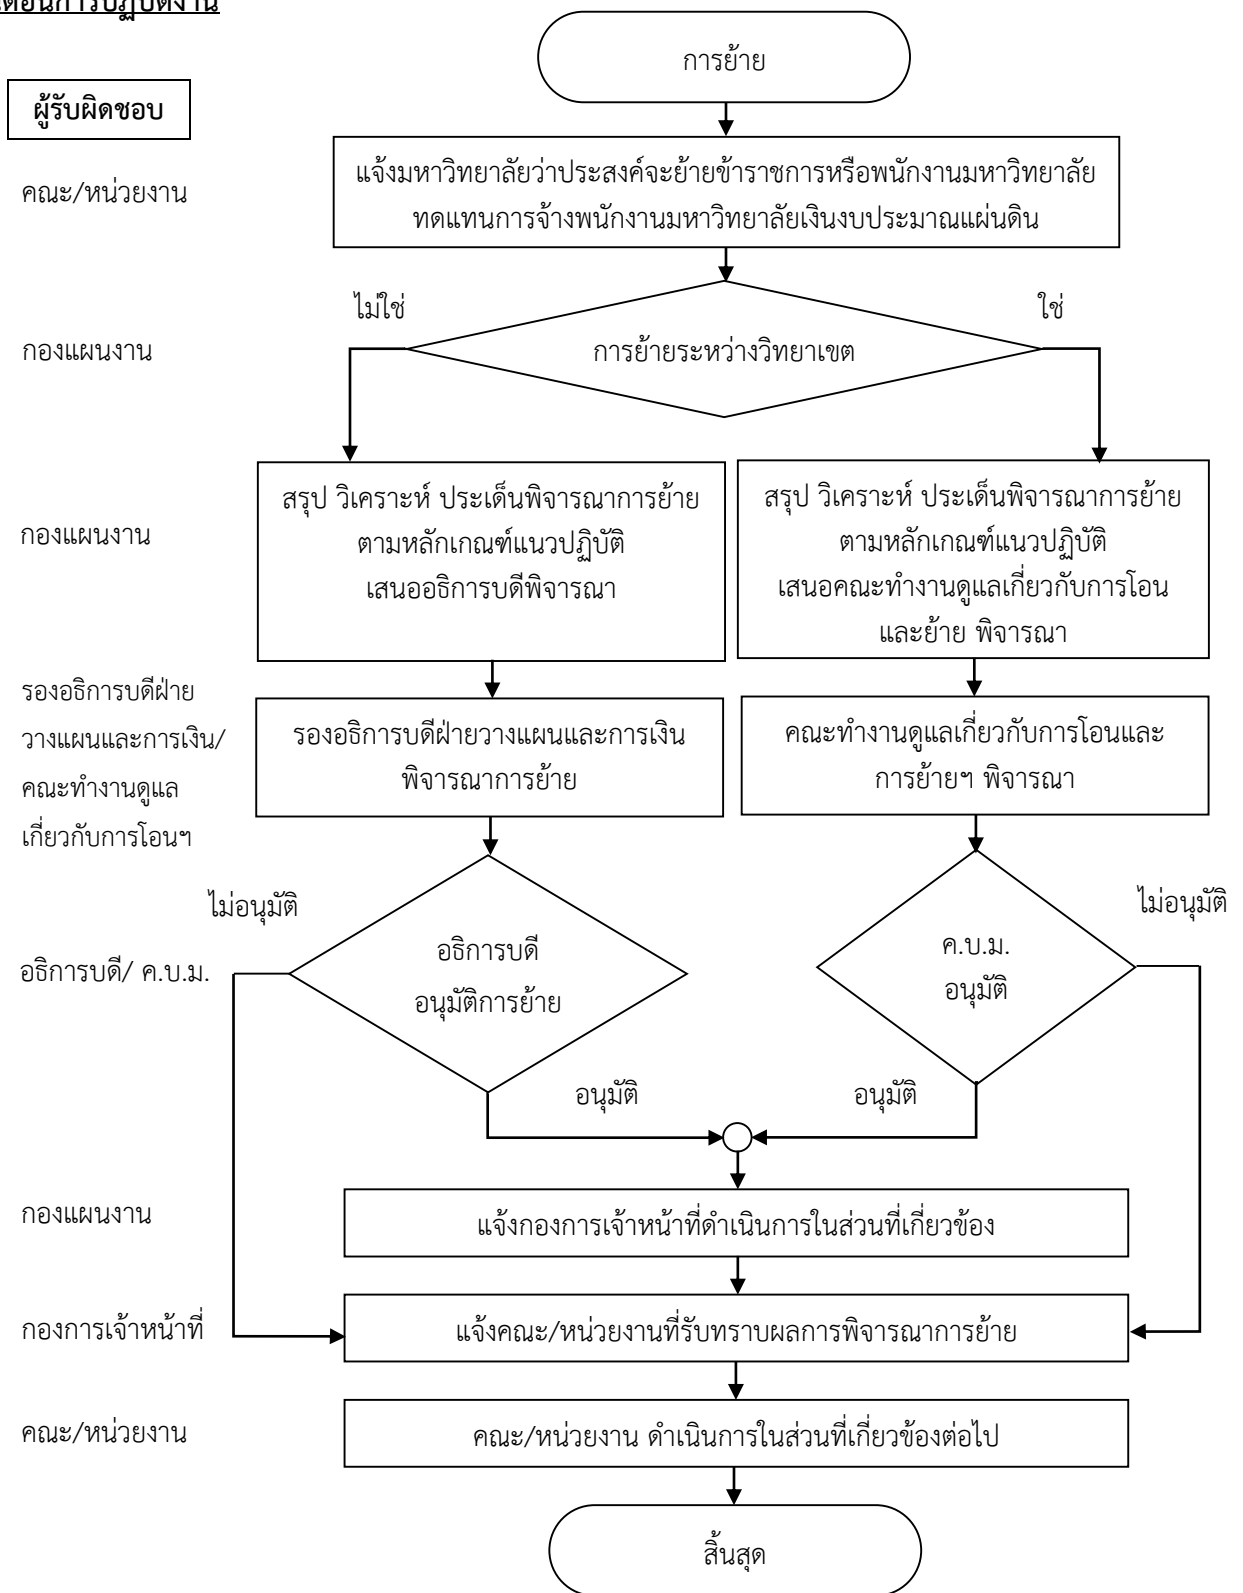 การย้าย
ผู้รับผิดชอบ
คณะ/หน่วยงาน
แจ้งมหาวิทยาลัยว่าประสงค์จะย้ายข้าราชการหรือพนักงานมหาวิทยาลัย
ทดแทนการจ้างพนักงานมหาวิทยาลัยเงินงบประมาณแผ่นดิน
ไม่ใช่
ใช่
กองแผนงาน
การย้ายระหว่างวิทยาเขต
กองแผนงาน
สรุป วิเคราะห์ ประเด็นพิจารณาการย้าย
ตามหลักเกณฑ์แนวปฏิบัติ
เสนออธิการบดีพิจารณา
สรุป วิเคราะห์ ประเด็นพิจารณาการย้าย
ตามหลักเกณฑ์แนวปฏิบัติ
เสนอคณะทำงานดูแลเกี่ยวกับการโอน
และย้าย พิจารณา
รองอธิการบดีฝ่าย
วางแผนและการเงิน/
คณะทำงานดูแล
เกี่ยวกับการโอนฯ
รองอธิการบดีฝ่ายวางแผนและการเงิน
พิจารณาการย้าย
คณะทำงานดูแลเกี่ยวกับการโอนและ
การย้ายฯ พิจารณา
ไม่อนุมัติ
ไม่อนุมัติ
อธิการบดี/ ค.บ.ม.
อธิการบดี
อนุมัติการย้าย
ค.บ.ม.
อนุมัติ
อนุมัติ
อนุมัติ
กองแผนงาน
แจ้งกองการเจ้าหน้าที่ดำเนินการในส่วนที่เกี่ยวข้อง
กองการเจ้าหน้าที่
แจ้งคณะ/หน่วยงานที่รับทราบผลการพิจารณาการย้าย
คณะ/หน่วยงาน
คณะ/หน่วยงาน ดำเนินการในส่วนที่เกี่ยวข้องต่อไป
สิ้นสุด